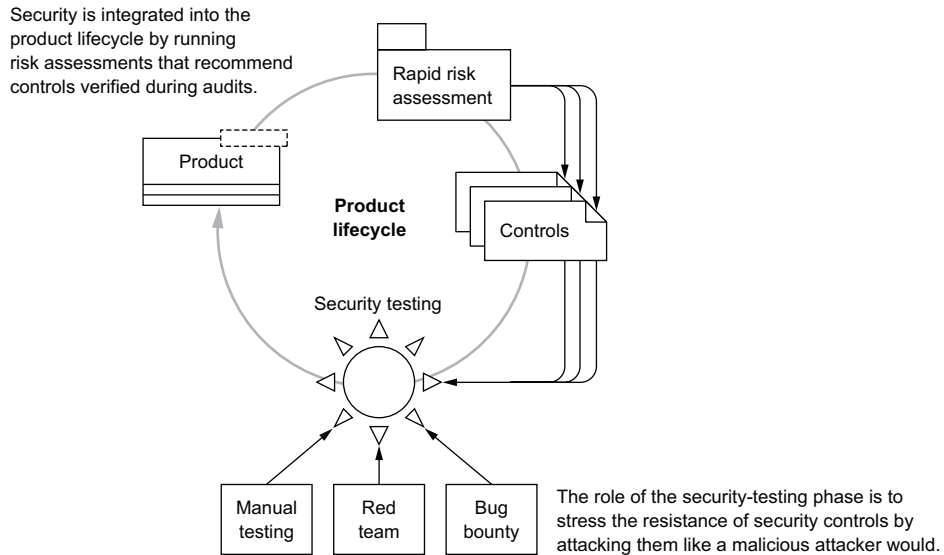 Security is integrated into the
product lifecycle by running
risk assessments that recommend
controls verified during audits.
Rapid risk
assessment
Product
Product
lifecycle
Controls
Security testing
Manual
testing
Red
team
Bug
bounty
The role of the security-testing phase is to
stress the resistance of security controls by
attacking them like a malicious attacker would.